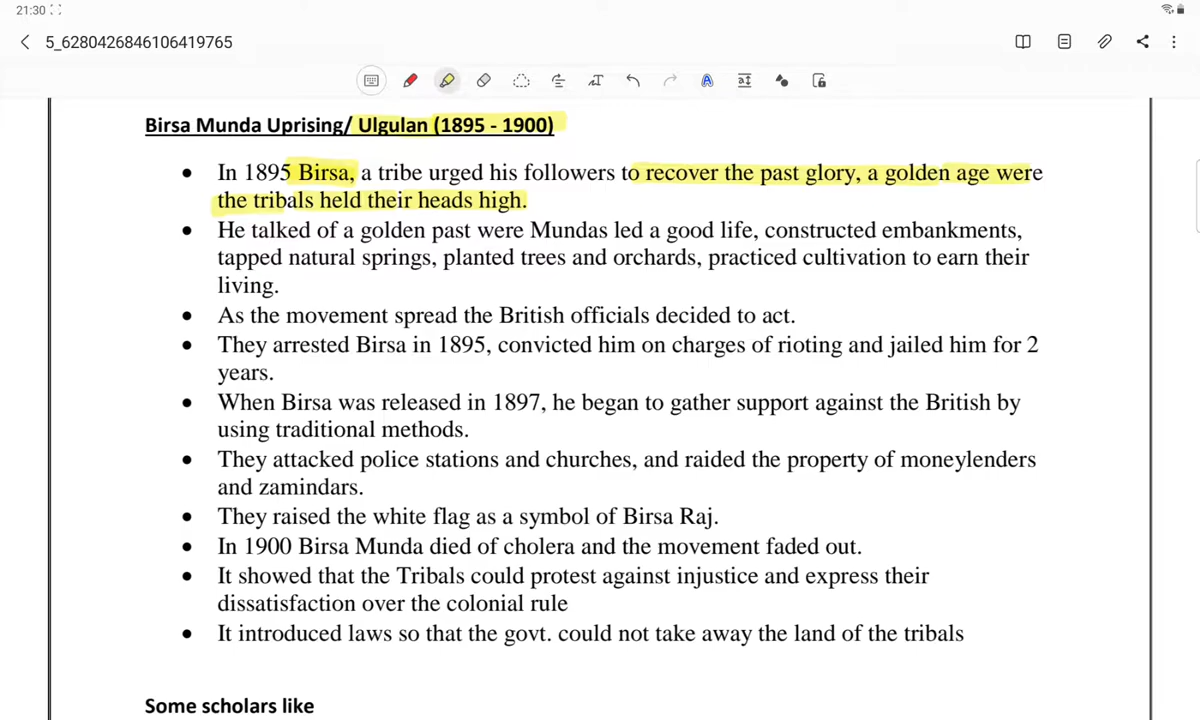 21:30
5_6280426846106419765
Birsa Munda Uprising/ Ulgulan (1895 - 1900)
• In 1895 Birsa, a tribe urged his followers to recover the past glory, a golden age were
the tribals held their heads high.
• He talked of a golden past were Mundas led a good life, constructed embankments,
tapped natural springs, planted trees and orchards, practiced cultivation to earn their
living.
• As the movement spread the British officials decided to act.
• They arrested Birsa in 1895, convicted him on charges of rioting and jailed him for 2
years.
• When Birsa was released in 1897, he began to gather support against the British by
using traditional methods.
• They attacked police stations and churches, and raided the property of moneylenders
and zamindars.
• They raised the white flag as a symbol of Birsa Raj.
• In 1900 Birsa Munda died of cholera and the movement faded out.
• It showed that the Tribals could protest against injustice and express their
dissatisfaction over the colonial rule
• It introduced laws so that the govt. could not take away the land of the tribals
Some scholars like